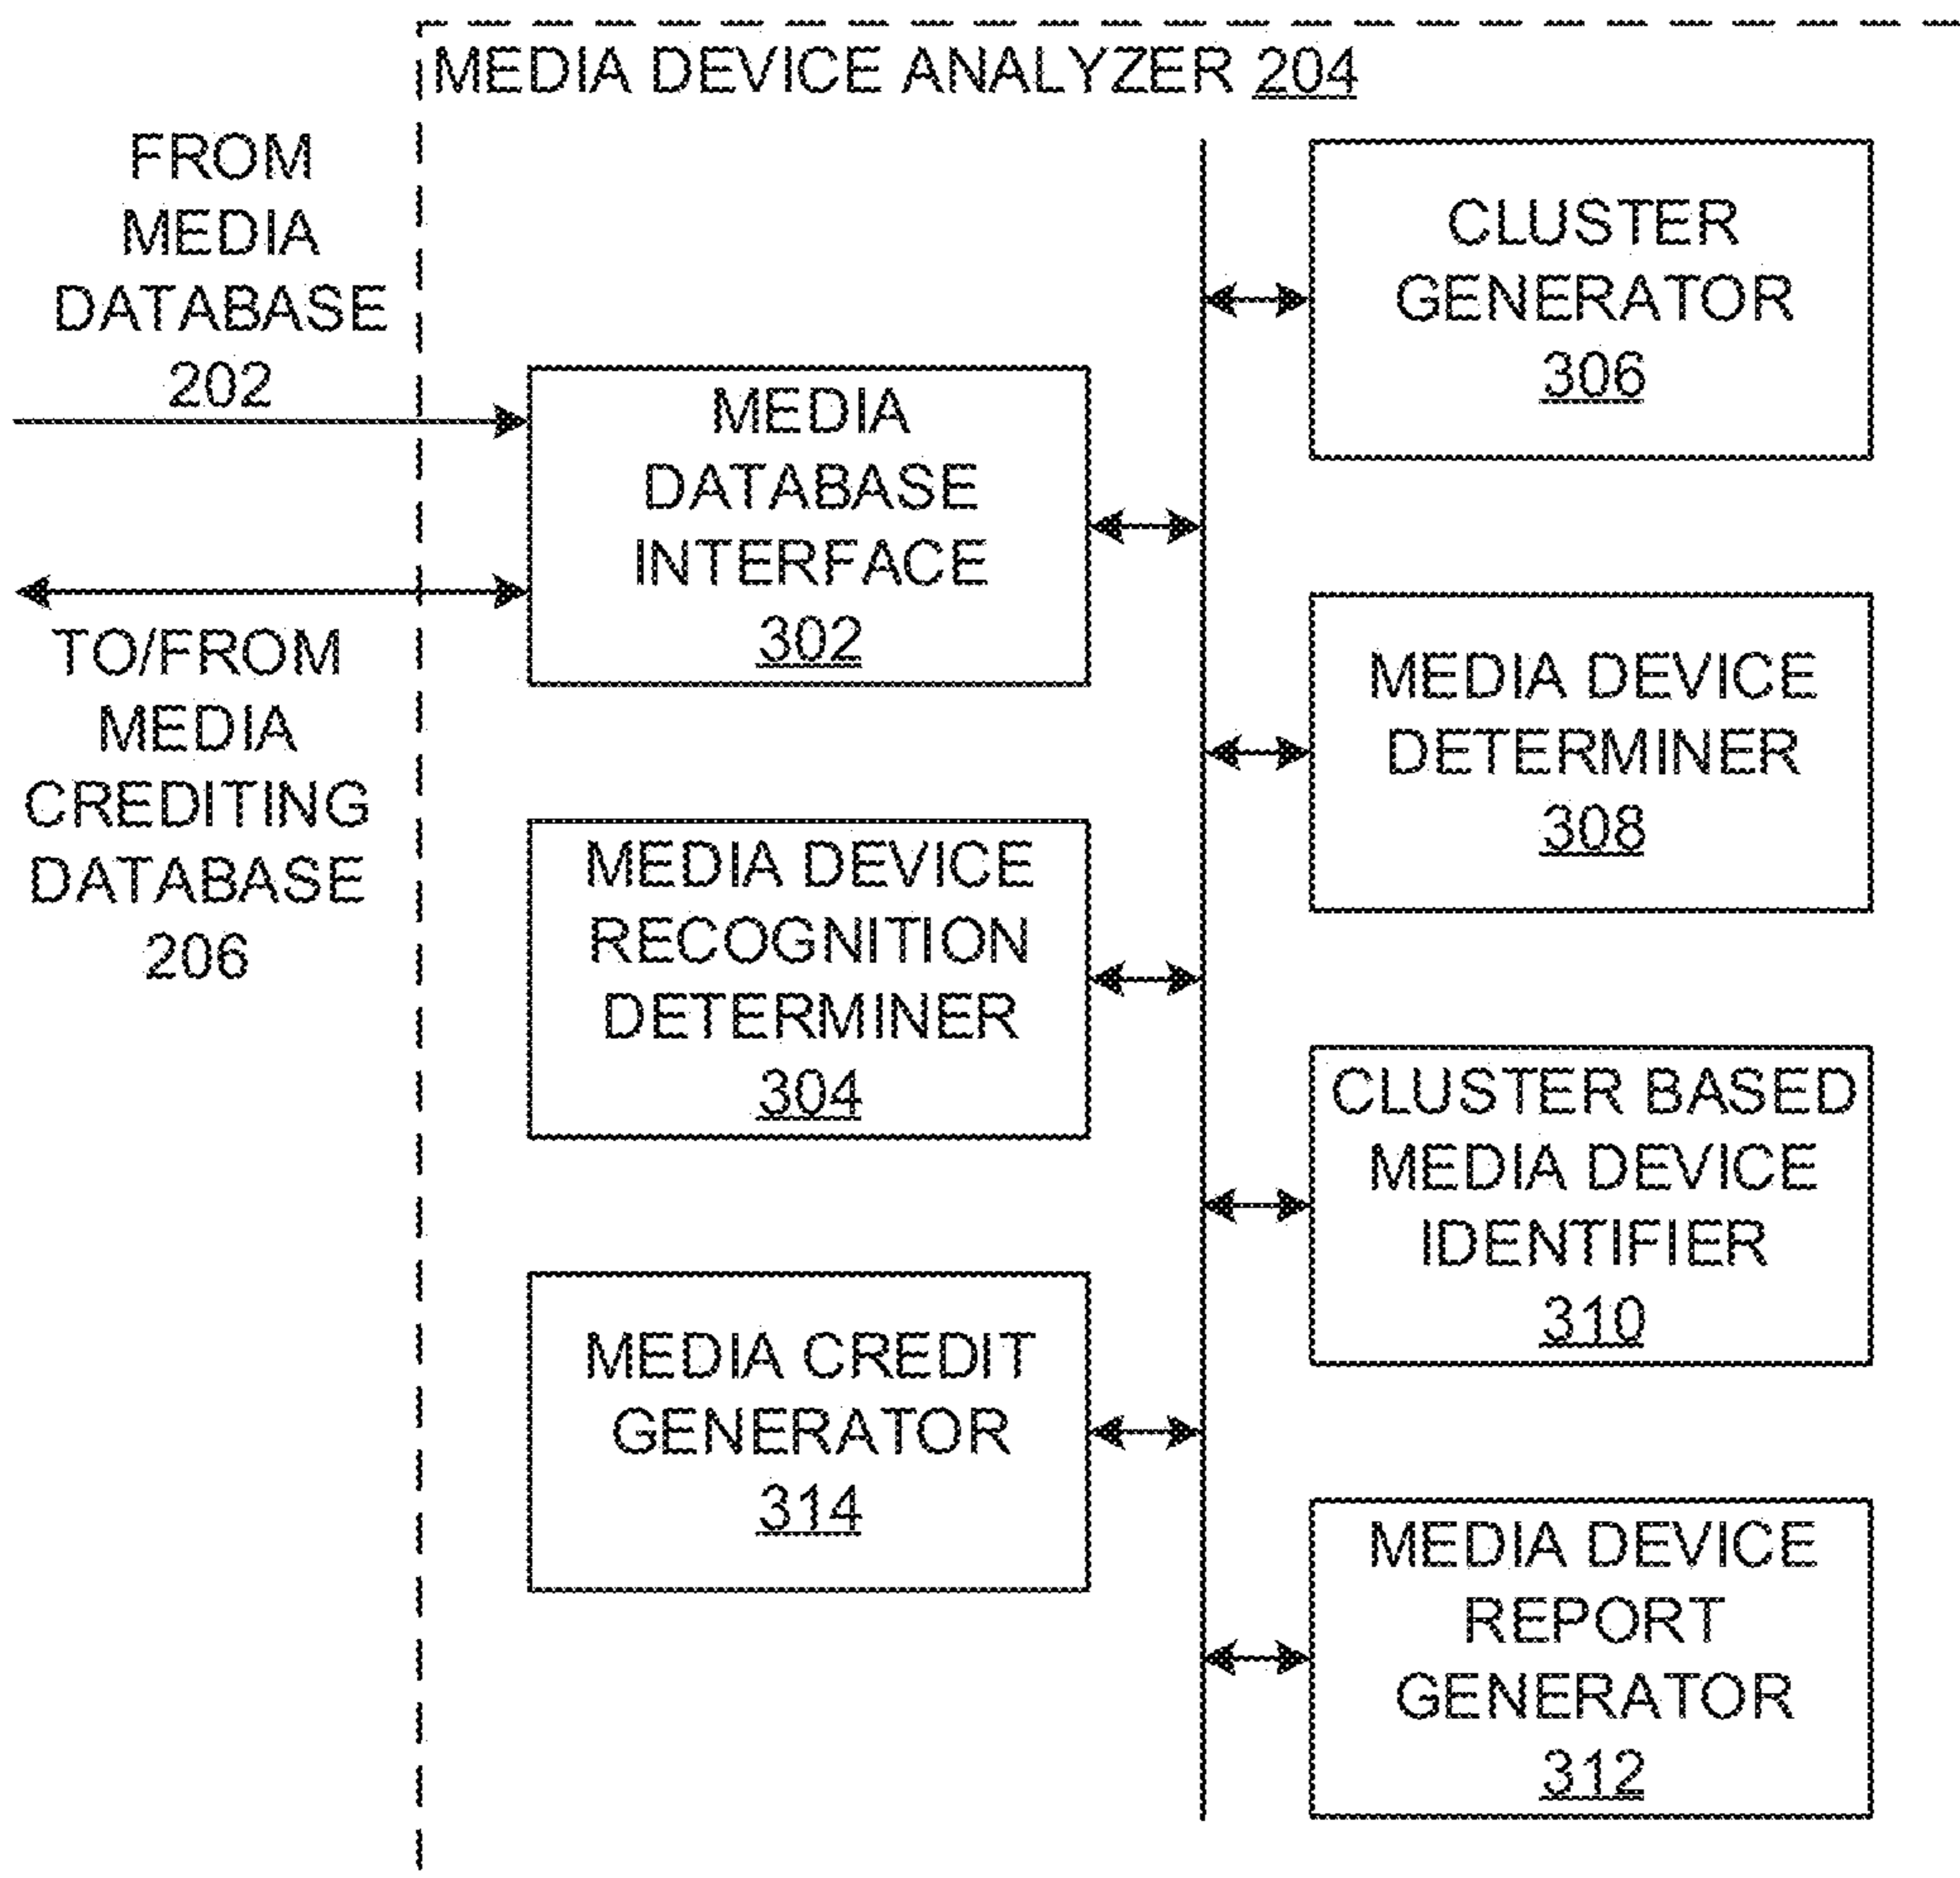 MEDIA DEVICE ANALYZER 204
FROM
MEDIA
DATABASE
202
TO/FROM
MEDIA
CREDITING
DATABASE
206
MEDIA
DATABASE
INTERFACE
302
MEDIA DEVICE
RECOGNITION
DETERMINER
304
MEDIA CREDIT
GENERATOR
314
CLUSTER
GENERATOR
306
MEDIA DEVICE
DETERMINER
308
CLUSTER BASED
MEDIA DEVICE
IDENTIFIER
310
MEDIA DEVICE
REPORT
GENERATOR
312